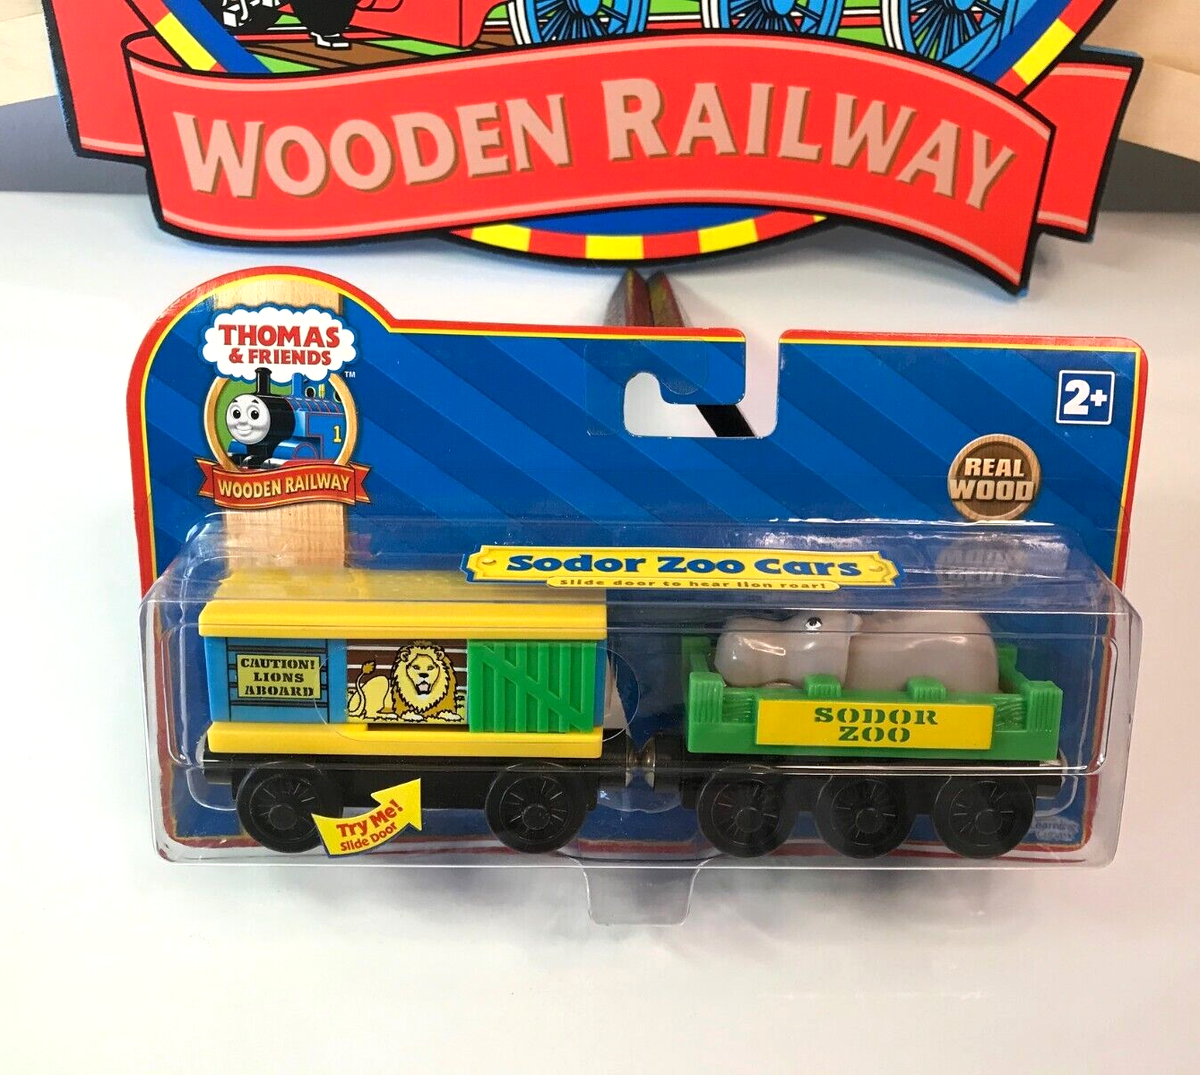 WOODEN RAILWAY
THOMAS
& FRIENDS
TM
1
WOODEN RAILWAY
2+
REAL
WOOD
Sodor Zoo Cars
Slide door to hear lion roar!
CAUTION!
LIONS
ABOARD
SODOR
ZOO
Try Me!
Slide Door